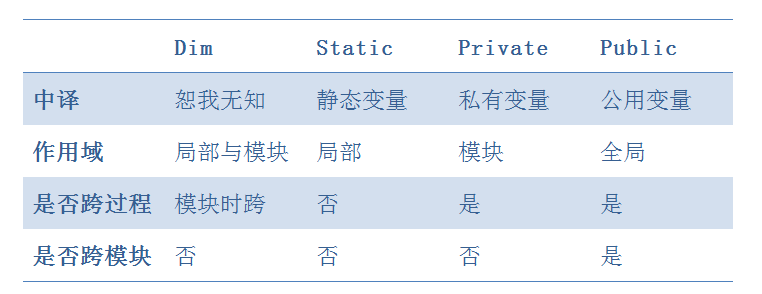 Dim Static Private Public
中译 恕我无知 静态变量 私有变量 公用变量
作用域 局部与模块 局部 模块 全局
是否跨过程 模块时跨 否 是 是
是否跨模块 否 否 否 是